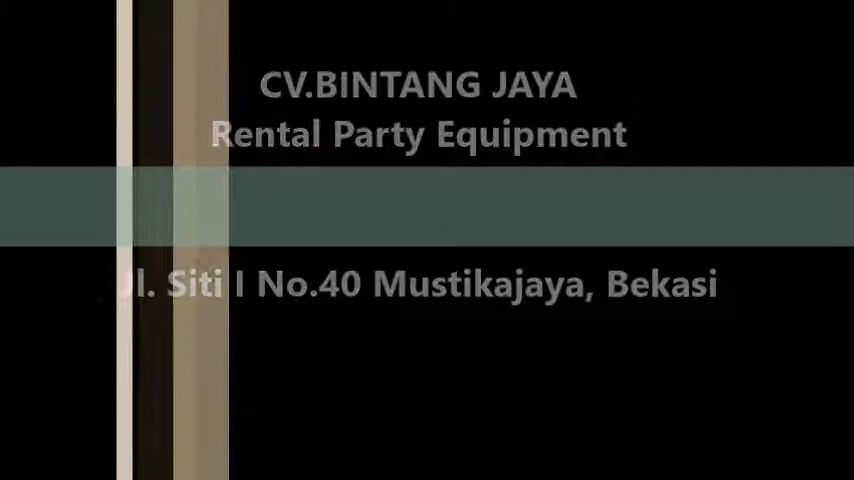 CV.BINTANG JAYA
Rental Party Equipment
Jl. Siti I No.40 Mustikajaya, Bekasi